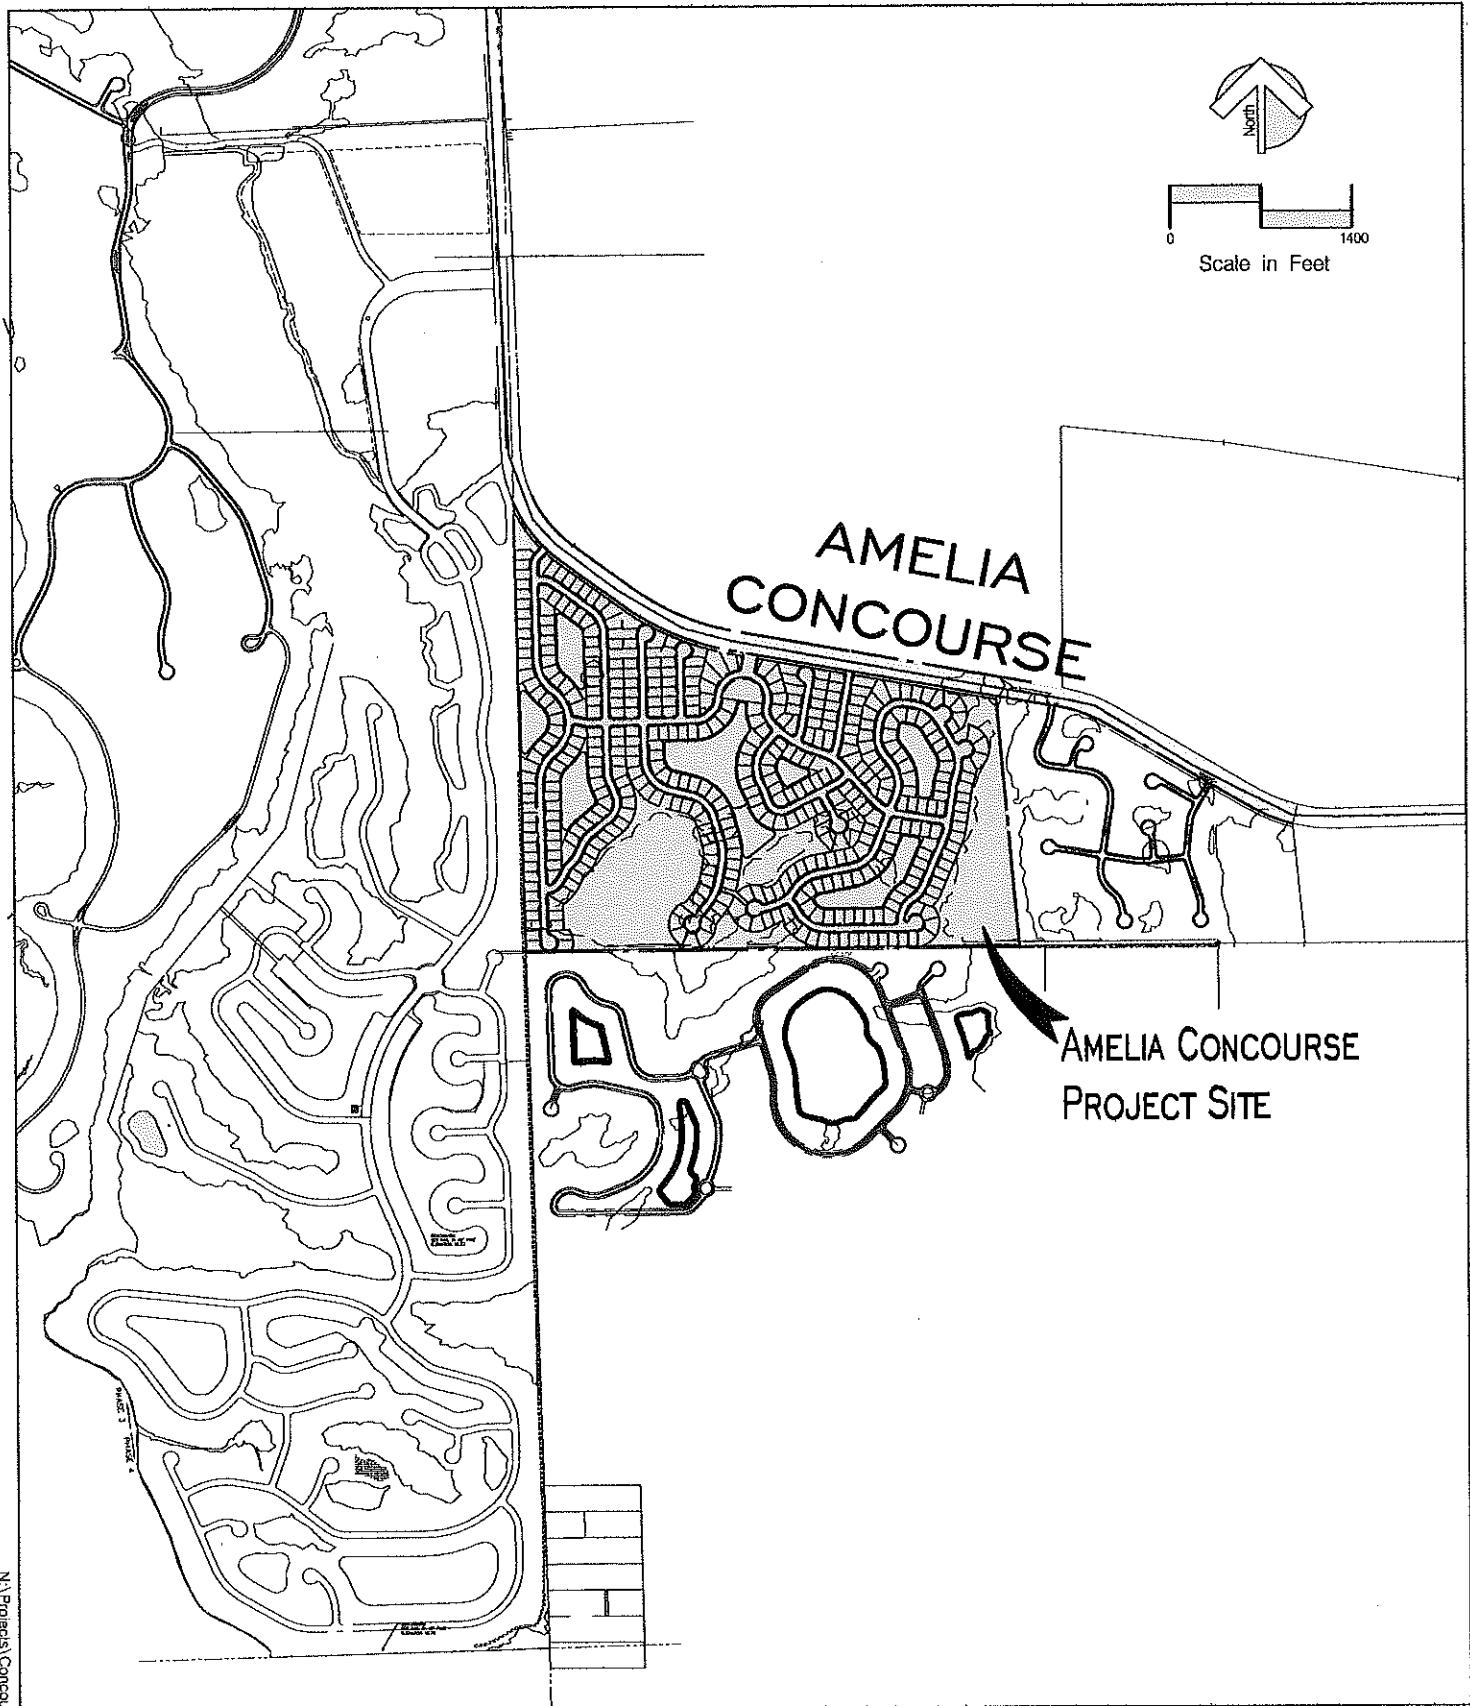 North
0 1400
Scale in Feet
AMELIA
CONCOURSE
AMELIA CONCOURSE
PROJECT SITE
PHASE 3
PHASE 4
N:\Projects\Concou